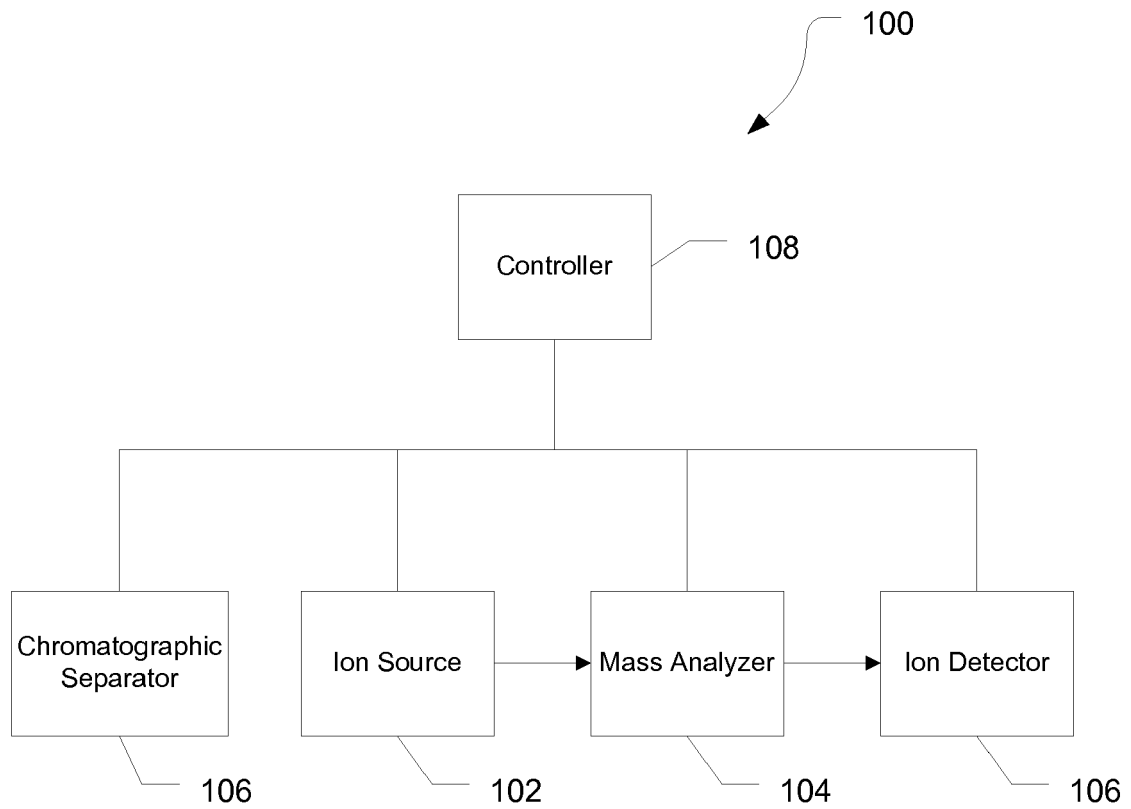 100
Controller
108
Chromatographic
Separator
Ion Source
Mass Analyzer
Ion Detector
106
102
104
106